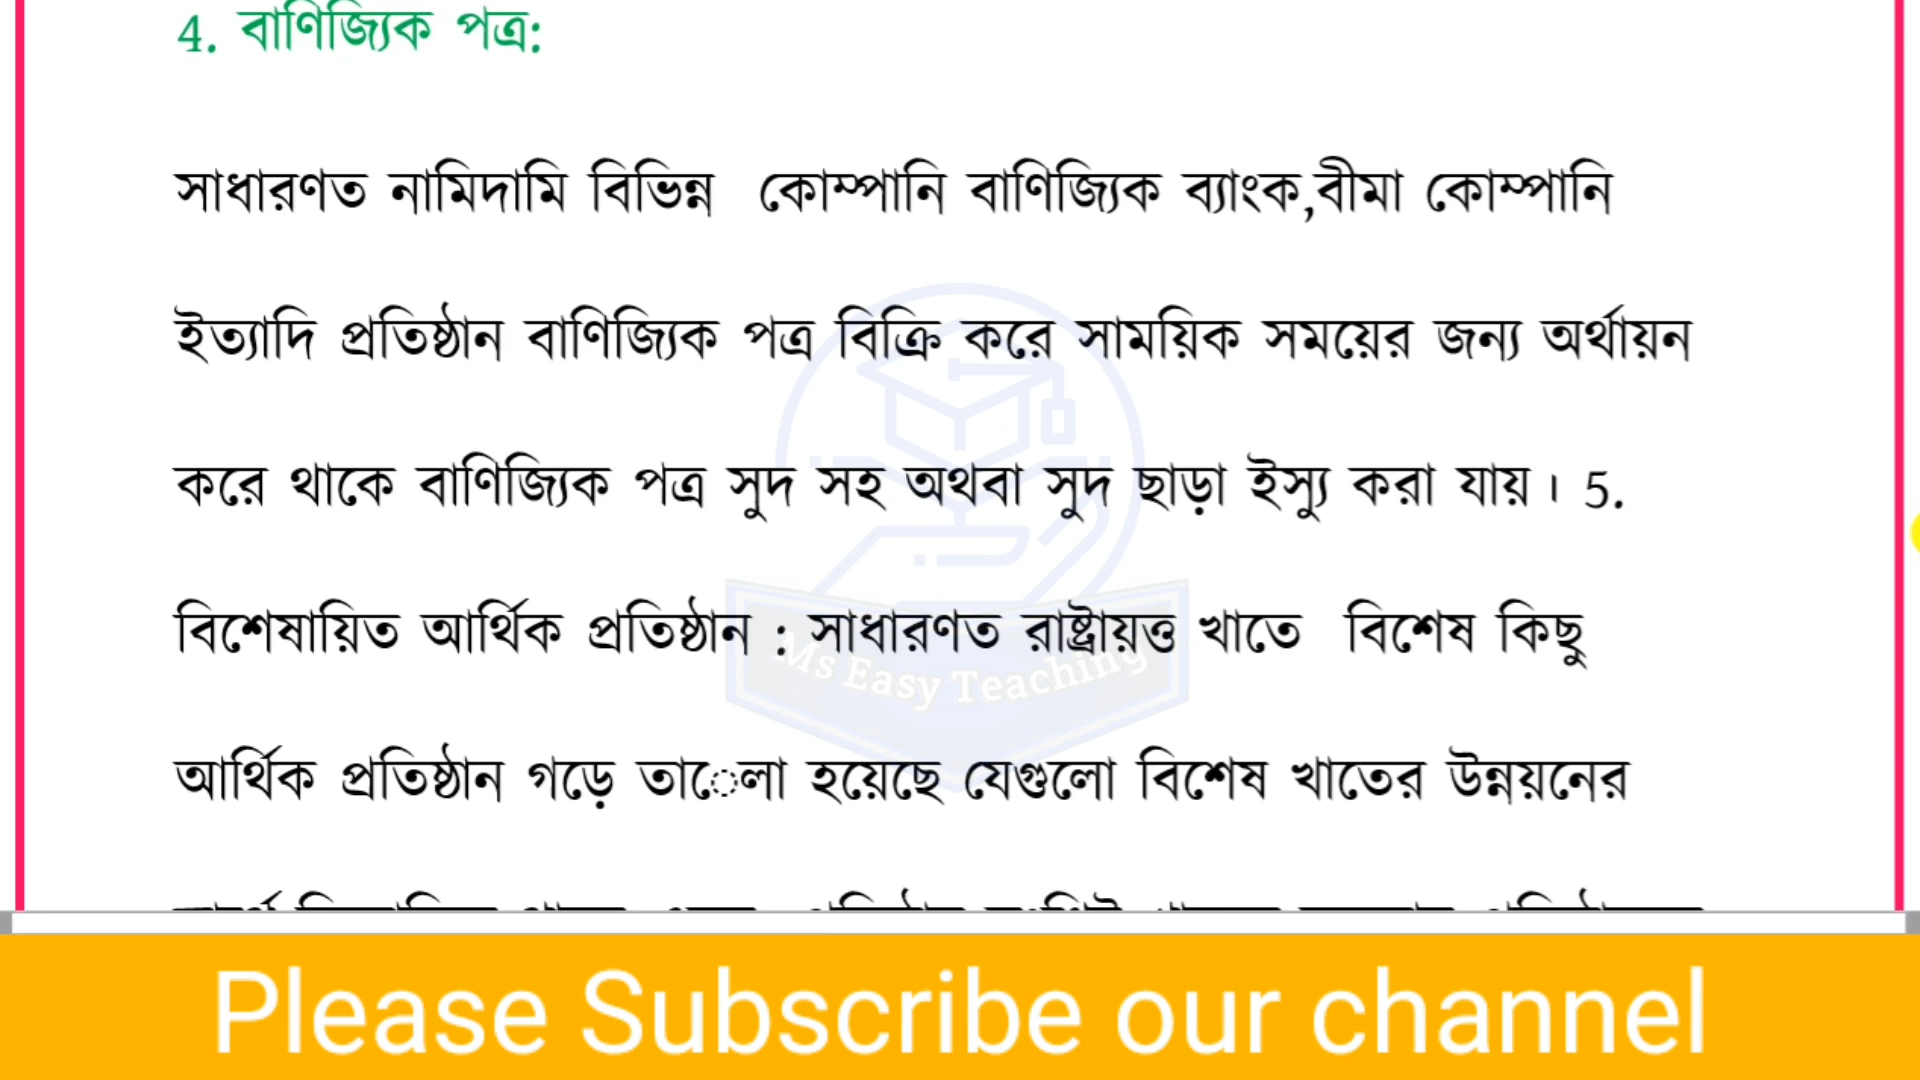 4. বাণিজ্যিক পত্র:
সাধারণত নামিদামি বিভিন্ন কোম্পানি বাণিজ্যিক ব্যাংক,বীমা কোম্পানি
ইত্যাদি প্রতিষ্ঠান বাণিজ্যিক পত্র বিক্রি করে সাময়িক সময়ের জন্য অর্থায়ন
করে থাকে বাণিজ্যিক পত্র সুদ সহ অথবা সুদ ছাড়া ইস্যু করা যায়। 5.
বিশেষায়িত আর্থিক প্রতিষ্ঠান : সাধারণত রাষ্ট্রায়ত্ত খাতে বিশেষ কিছু
Ms Easy Teaching
আর্থিক প্রতিষ্ঠান গড়ে তােলা হয়েছে যেগুলো বিশেষ খাতের উন্নয়নের
Please Subscribe our channel